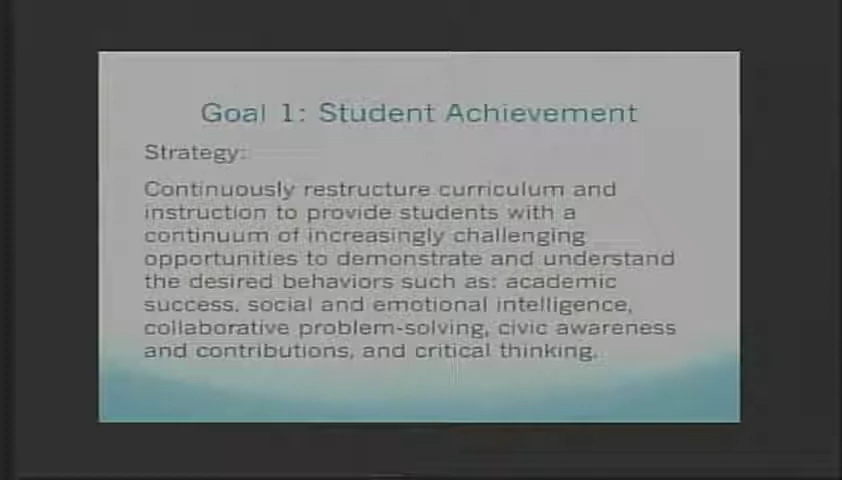 Goal 1: Student Achievement
Strategy:
Continuously restructure curriculum and
instruction to provide students with a
continuum of increasingly challenging
opportunities to demonstrate and understand
the desired behaviors such as: academic
success, social and emotional intelligence,
collaborative problem-solving, civic awareness
and contributions, and critical thinking.